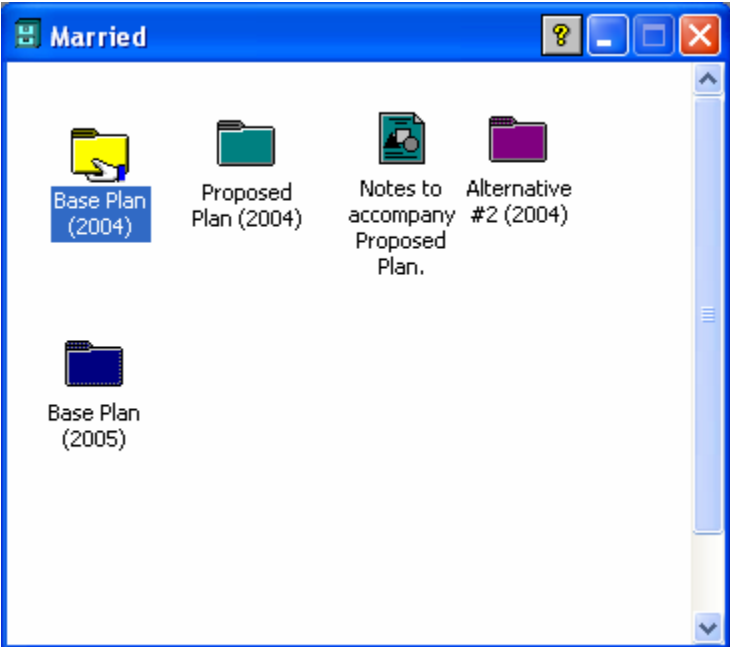 Married
?
Base Plan
(2004)
Proposed
Plan (2004)
Notes to
accompany
Proposed
Plan.
Alternative
#2 (2004)
Base Plan
(2005)